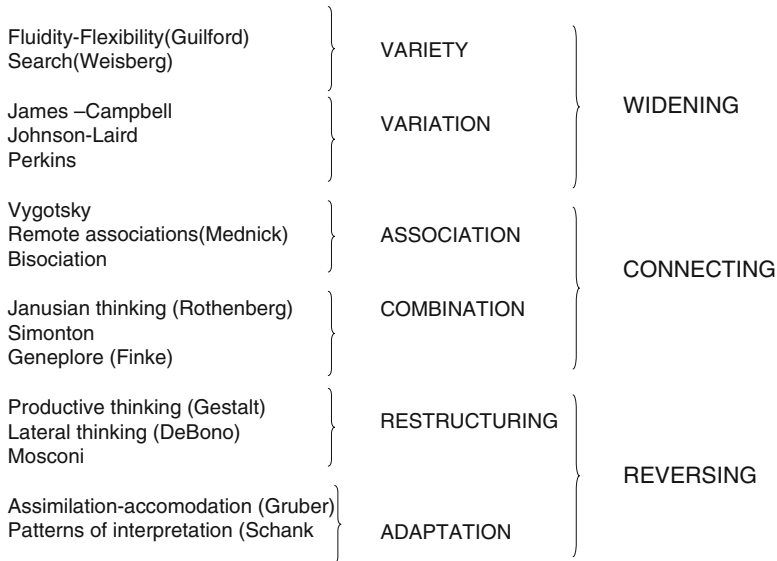 Fluidity-Flexibility(Guilford)
Search(Weisberg)
VARIETY
James –Campbell
Johnson-Laird
Perkins
VARIATION
WIDENING
Vygotsky
Remote associations(Mednick)
Bisociation
ASSOCIATION
Janusian thinking (Rothenberg)
Simonton
Geneplore (Finke)
COMBINATION
CONNECTING
Productive thinking (Gestalt)
Lateral thinking (DeBono)
Mosconi
RESTRUCTURING
Assimilation-accomodation (Gruber)
Patterns of interpretation (Schank
ADAPTATION
REVERSING